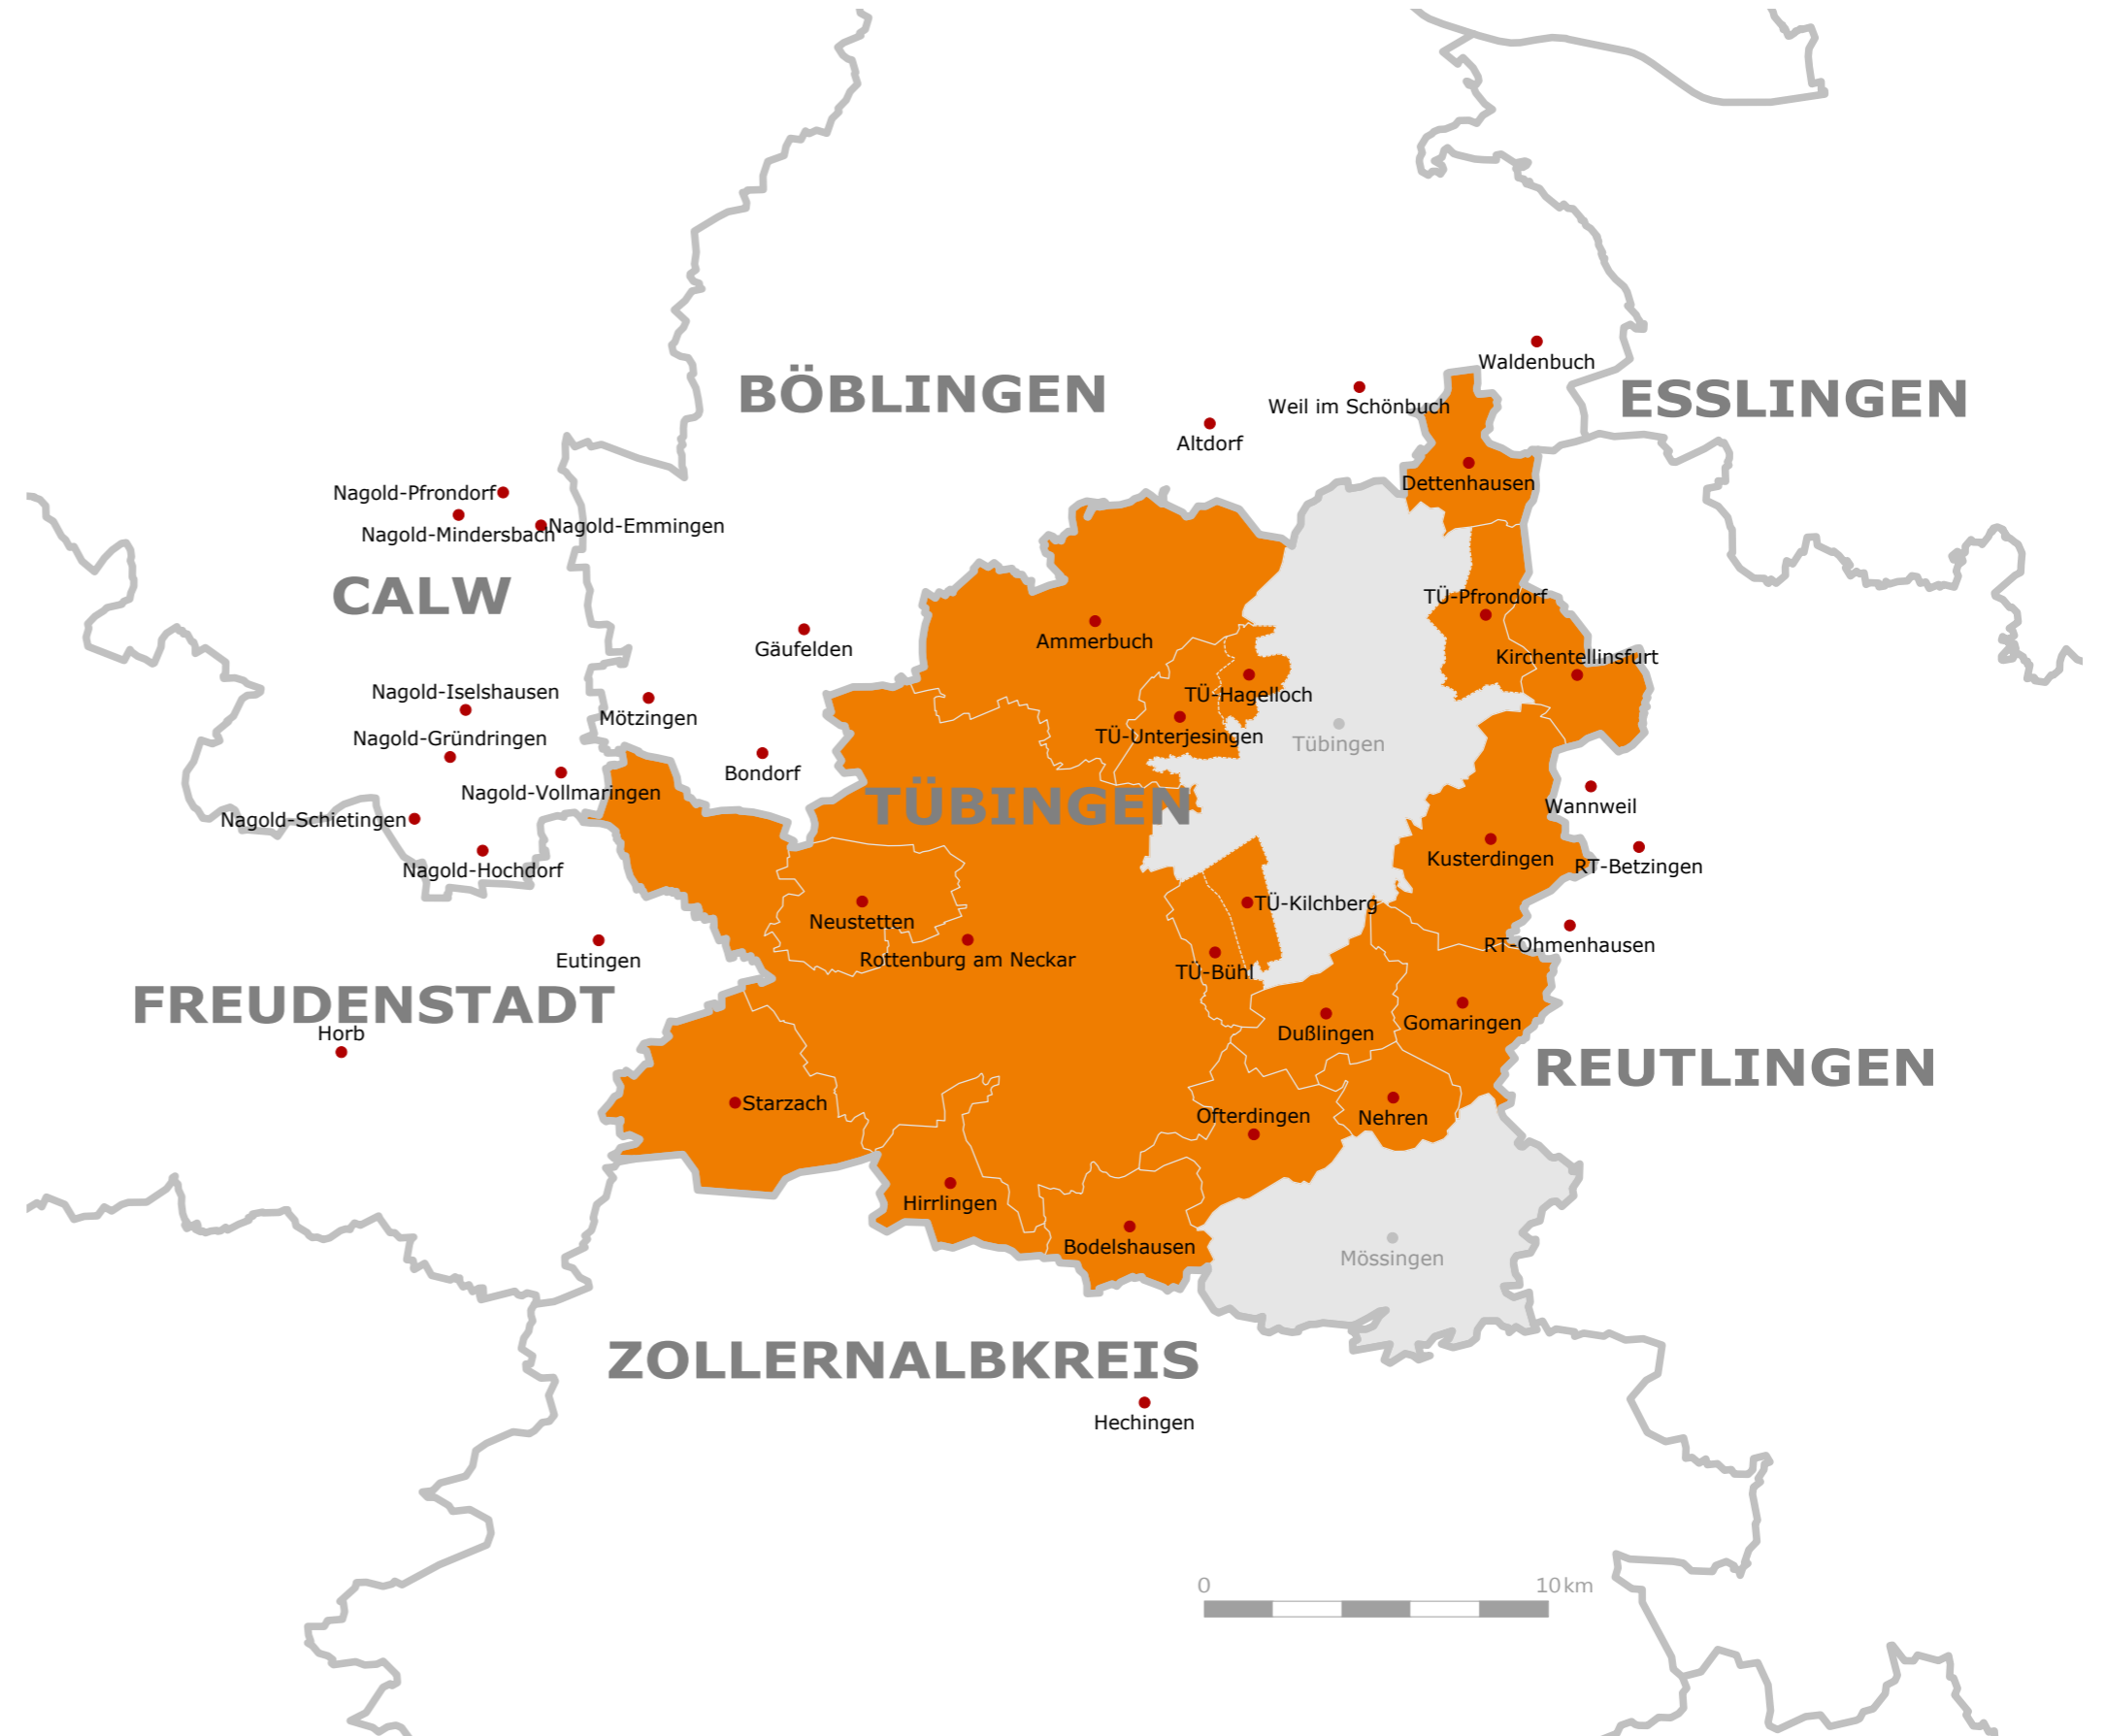 Waldenbuch
BÖBLINGEN
ESSLINGEN
Weil im Schönbuch
Altdorf
Dettenhausen
Nagold-Pfrondorf
Nagold-Mindersbach
Nagold-Emmingen
CALW
TÜ-Pfrondorf
Ammerbuch
Gäufelden
Kirchentellinsfurt
Nagold-Iselshausen
TÜ-Hagelloch
Mötzingen
Nagold-Gründringen
TÜ-Unterjesingen
Tübingen
Bondorf
Nagold-Vollmaringen
TÜBINGEN
Wannweil
Nagold-Schietingen
Kusterdingen
RT-Betzingen
Nagold-Hochdorf
TÜ-Kilchberg
Neustetten
RT-Ohmenhausen
Eutingen
Rottenburg am Neckar
TÜ-Bühl
FREUDENSTADT
Horb
Dußlingen
Gomaringen
REUTLINGEN
Starzach
Ofterdingen
Nehren
Hirrlingen
Bodelshausen
Mössingen
ZOLLERNALBKREIS
Hechingen
0
10km